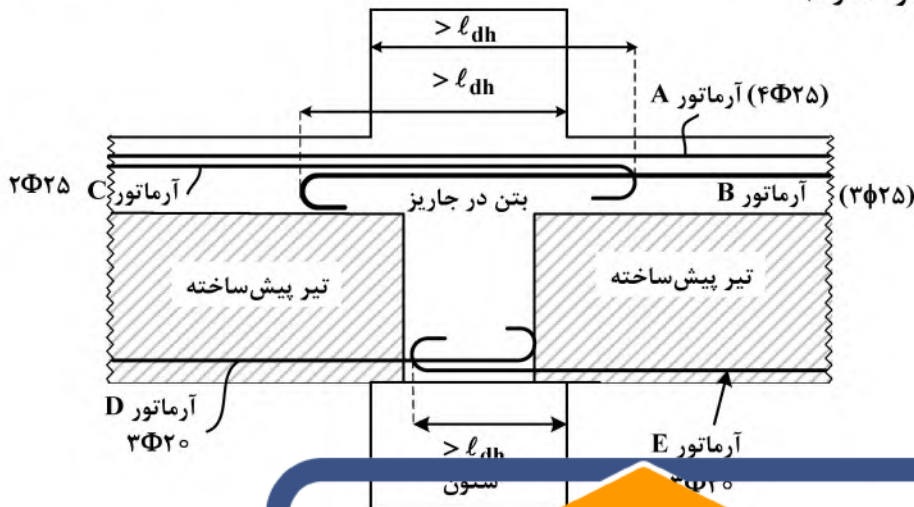 > ℓdh
> ℓdh
آرماتور A (۴Φ۲۵)
۲Φ۲۵
آرماتور C
بتن در جاریز
آرماتور B
(۳ϕ۲۵)
تیر پیش‌ساخته
تیر پیش‌ساخته
آرماتور D
۳Φ۲۰
> ℓdh
ستون
آرماتور E